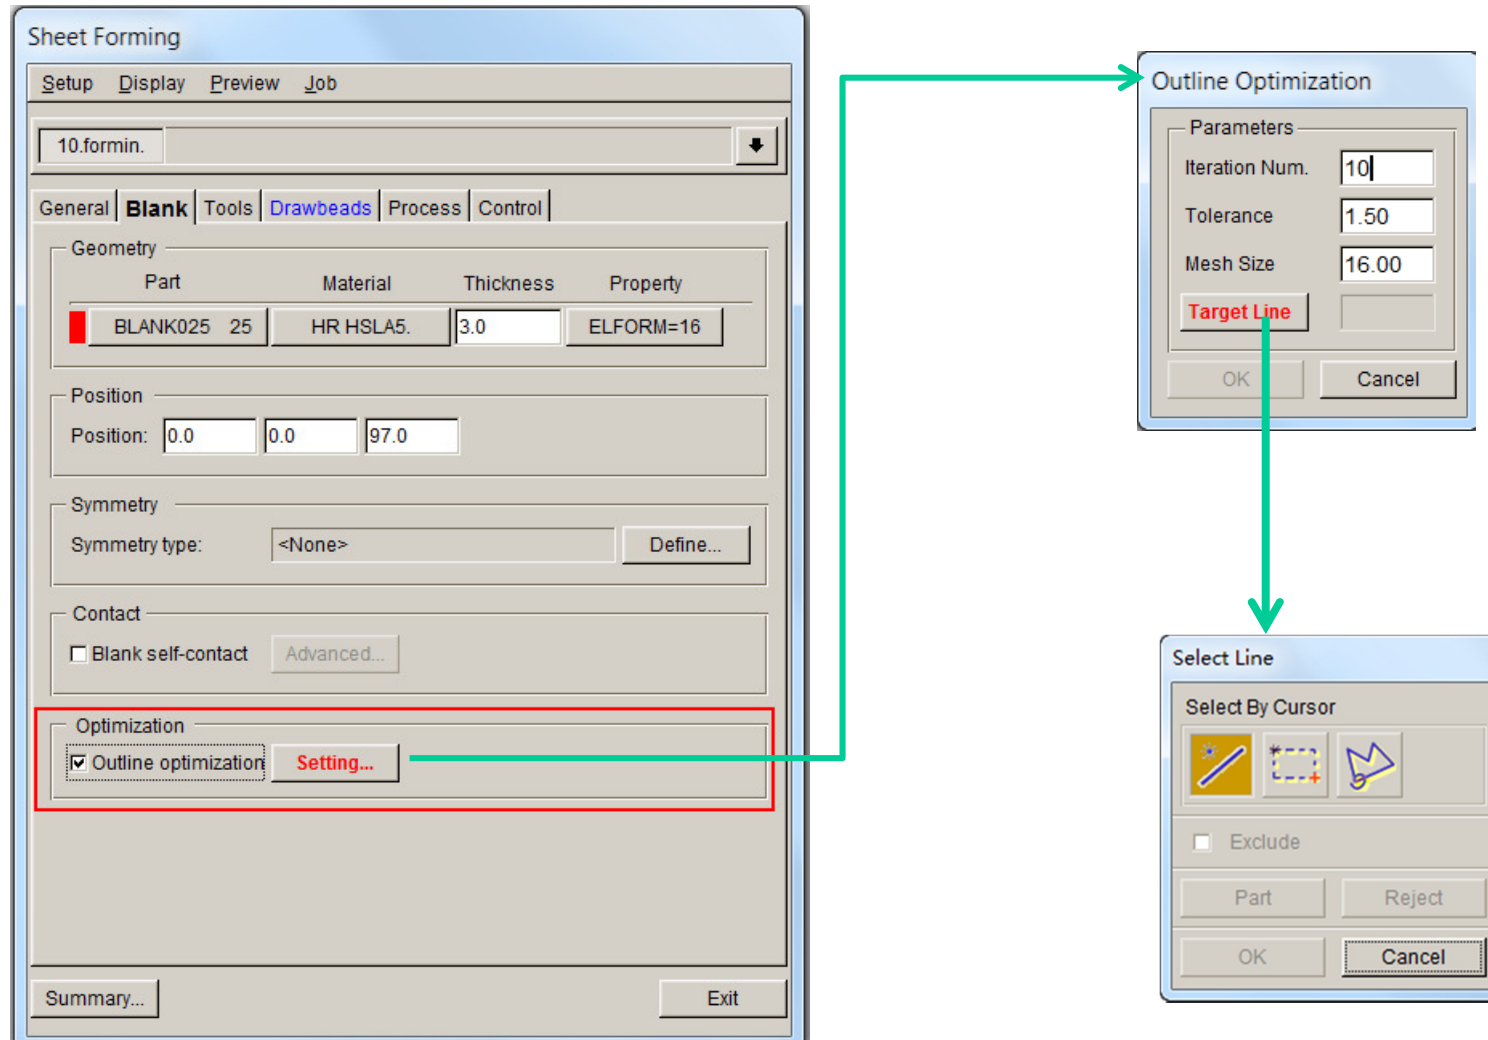 Sheet Forming
Setup Display Preview Job
10.formin.
General Blank Tools Drawbeads Process Control
Geometry
Part Material Thickness Property
BLANK025 25 HR HSLA5. 3.0 ELFORM=16
Position
Position: 0.0 0.0 97.0
Symmetry
Symmetry type: <None> Define...
Contact
Blank self-contact Advanced...
Optimization
Outline optimization Setting...
Summary... Exit
Outline Optimization
Parameters
Iteration Num. 10
Tolerance 1.50
Mesh Size 16.00
Target Line
OK Cancel
Select Line
Select By Cursor
Exclude
Part Reject
OK Cancel